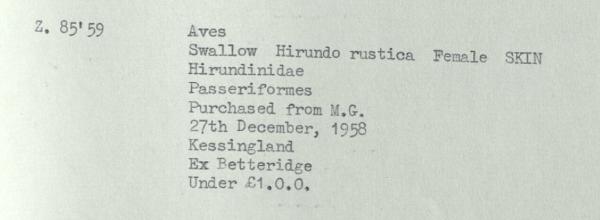 Z. 85'59
Aves
Swallow Hirundo rustica Female SKIN
Hirundinidae
Passeriformes
Purchased from M.G.
27th December, 1958
Kessingland
Ex Betteridge
Under £1.0.0.